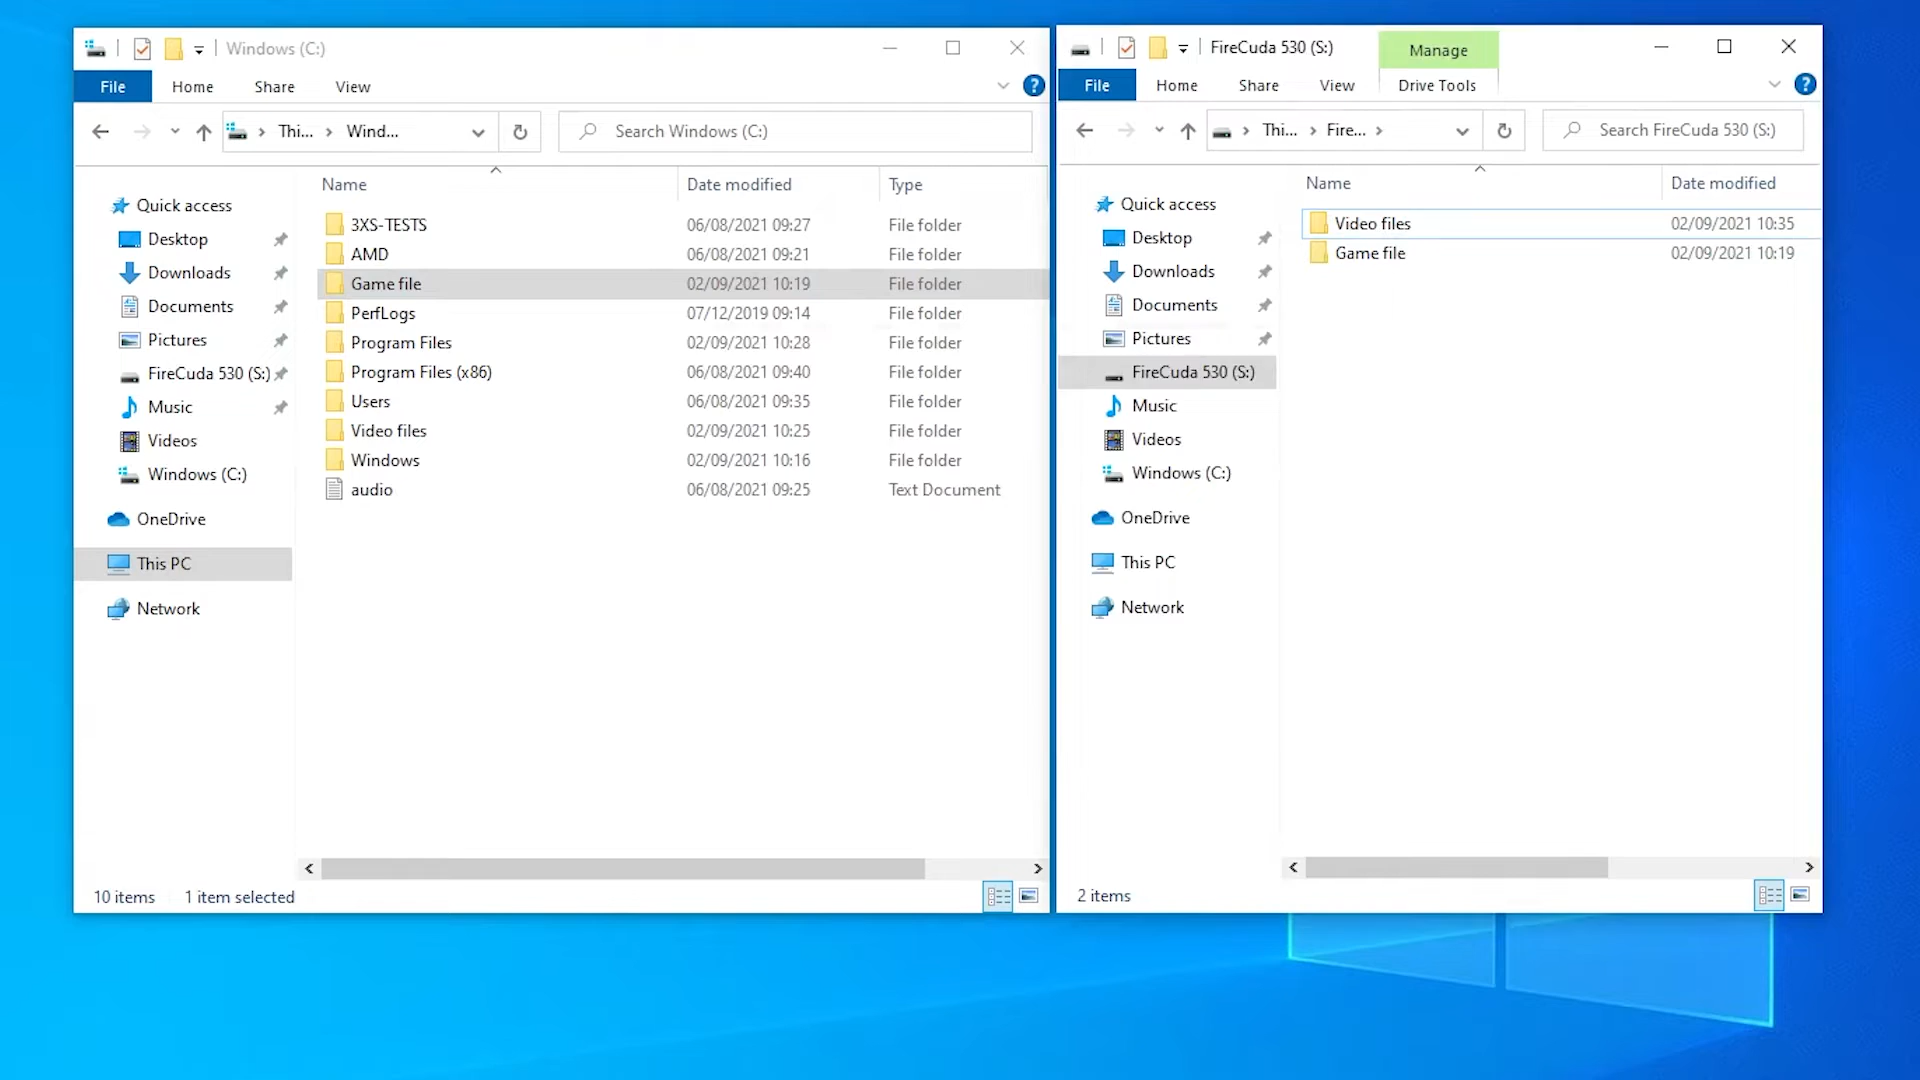 Windows (C:)
File Home Share View
Thi... Wind...
Search Windows (C:)
Name Date modified Type
Quick access
Desktop
Downloads
Documents
Pictures
FireCuda 530 (S:)
Music
Videos
Windows (C:)
OneDrive
This PC
Network
3XS-TESTS 06/08/2021 09:27 File folder
AMD 06/08/2021 09:21 File folder
Game file 02/09/2021 10:19 File folder
PerfLogs 07/12/2019 09:14 File folder
Program Files 02/09/2021 10:28 File folder
Program Files (x86) 06/08/2021 09:40 File folder
Users 06/08/2021 09:35 File folder
Video files 02/09/2021 10:25 File folder
Windows 02/09/2021 10:16 File folder
audio 06/08/2021 09:25 Text Document
10 items 1 item selected
FireCuda 530 (S:) Manage
File Home Share View Drive Tools
Thi... Fire...
Search FireCuda 530 (S:)
Name Date modified
Quick access
Desktop
Downloads
Documents
Pictures
FireCuda 530 (S:)
Music
Videos
Windows (C:)
OneDrive
This PC
Network
Video files 02/09/2021 10:35
Game file 02/09/2021 10:19
2 items